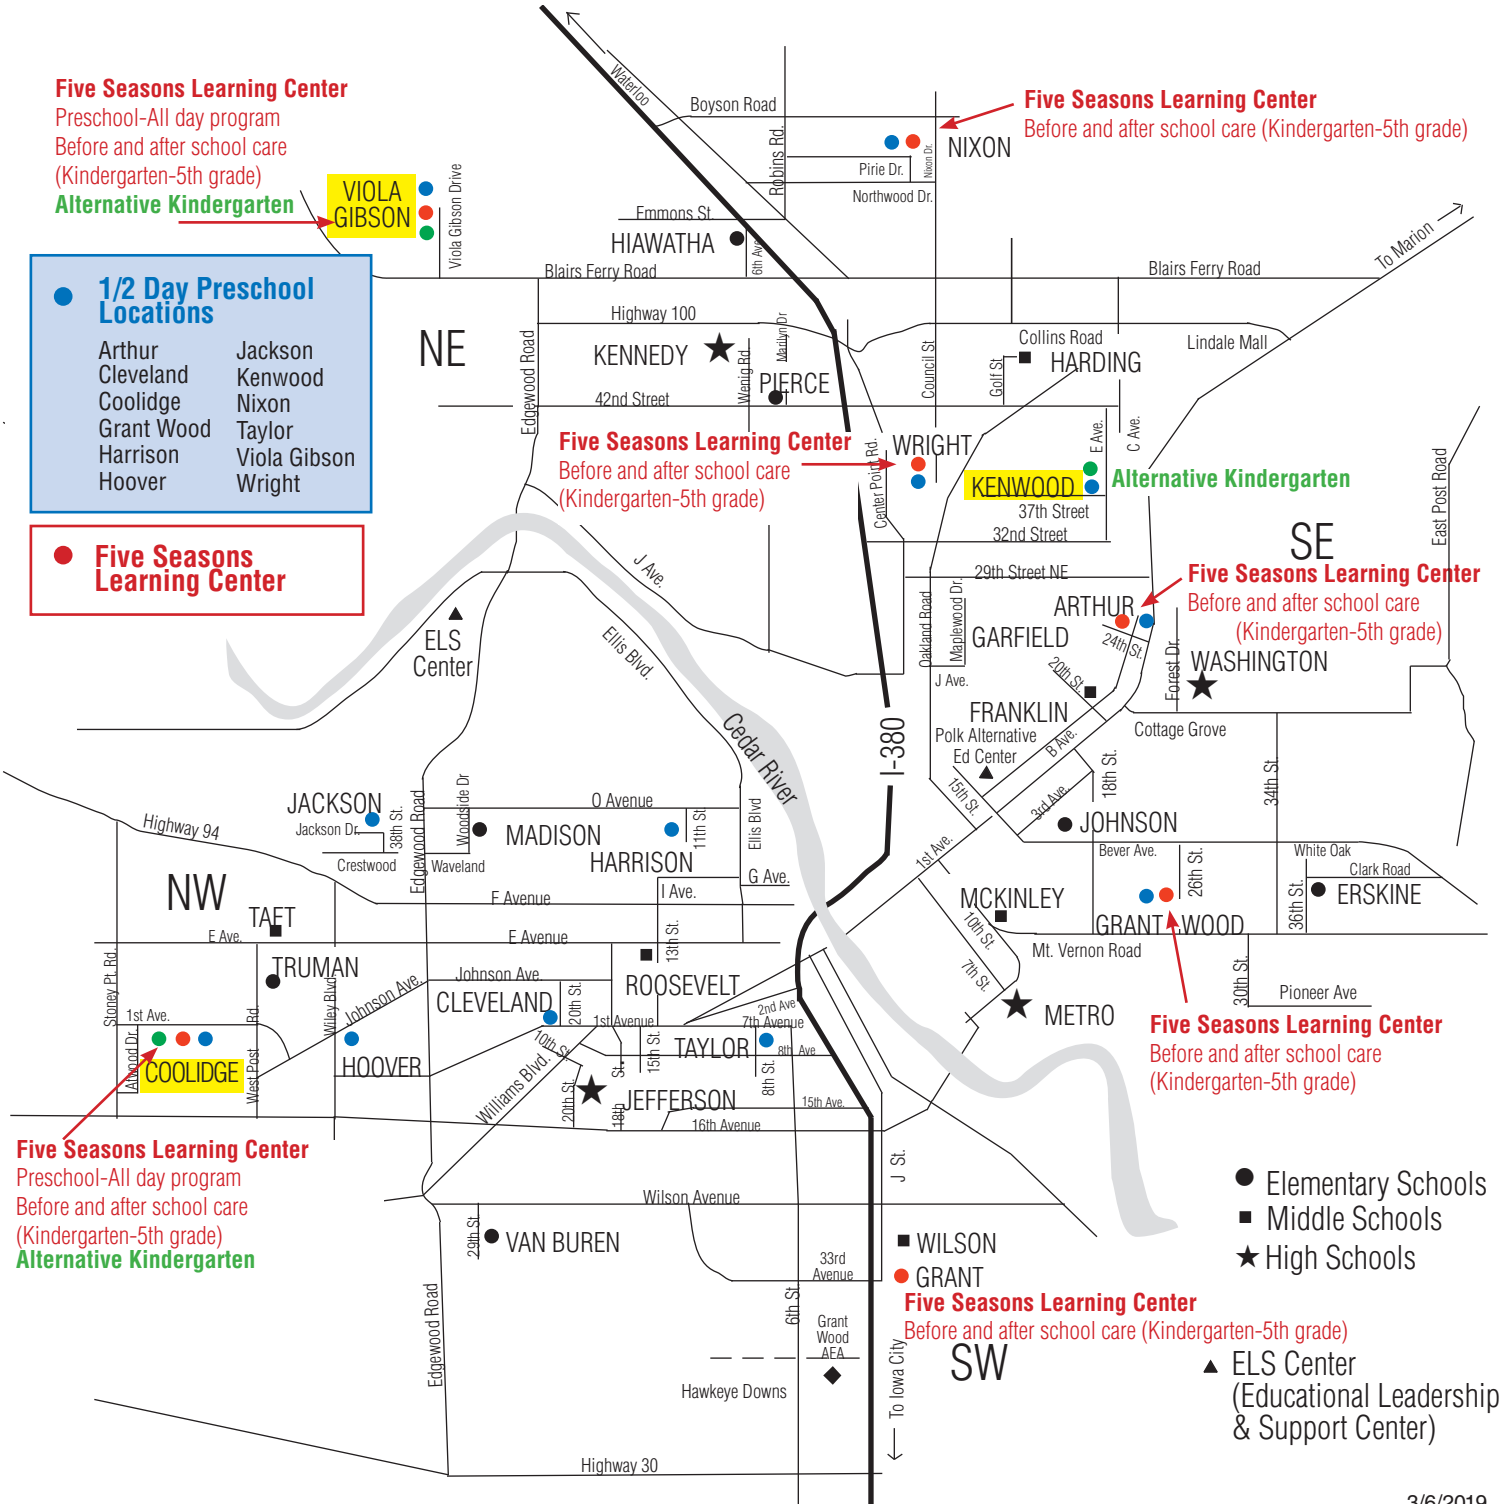 Waterloo
Boyson Road
Robins Rd.
Five Seasons Learning Center
Preschool-All day program
Before and after school care
(Kindergarten-5th grade)
Alternative Kindergarten
VIOLA
GIBSON
Viola Gibson Drive
Five Seasons Learning Center
Before and after school care (Kindergarten-5th grade)
NIXON
Nixon Dr.
Pirie Dr.
Northwood Dr.
Emmons St.
HIAWATHA
6th Ave
Blairs Ferry Road
Blairs Ferry Road
To Marion
1/2 Day Preschool
Locations
Arthur
Cleveland
Coolidge
Grant Wood
Harrison
Hoover
Jackson
Kenwood
Nixon
Taylor
Viola Gibson
Wright
Five Seasons
Learning Center
NE
Edgewood Road
Highway 100
KENNEDY
Wenig Rd.
Marilyn Dr
PIERCE
42nd Street
Council St
Collins Road
Golf St
HARDING
Lindale Mall
Five Seasons Learning Center
Before and after school care
(Kindergarten-5th grade)
Center Point Rd.
WRIGHT
E Ave.
C Ave.
KENWOOD
Alternative Kindergarten
37th Street
32nd Street
East Post Road
SE
29th Street NE
Five Seasons Learning Center
Before and after school care
(Kindergarten-5th grade)
ARTHUR
24th St.
Oakland Road
Maplewood Dr.
GARFIELD
J Ave.
20th St.
Forest Dr.
WASHINGTON
FRANKLIN
Polk Alternative
Ed Center
B Ave.
Cottage Grove
J Ave.
ELS
Center
Ellis Blvd.
Cedar River
I-380
15th St.
3rd Ave.
18th St.
34th St.
JOHNSON
1st Ave.
Bever Ave.
26th St.
White Oak
Clark Road
36th St.
ERSKINE
MCKINLEY
10th St.
7th St.
GRANT WOOD
Mt. Vernon Road
30th St.
Pioneer Ave
METRO
Five Seasons Learning Center
Before and after school care
(Kindergarten-5th grade)
Highway 94
JACKSON
Jackson Dr.
38th St.
Crestwood
Edgewood Road
Woodside Dr
Waveland
O Avenue
MADISON
HARRISON
11th St
Ellis Blvd
G Ave.
I Ave.
F Avenue
NW
TAFT
E Ave.
E Avenue
13th St.
Stoney Pt. Rd.
TRUMAN
Wiley Blvd
Johnson Ave.
Johnson Ave.
CLEVELAND
20th St.
ROOSEVELT
1st Ave.
Atwood Dr.
COOLIDGE
West Post
Rd.
HOOVER
10th St.
1st Avenue
2nd Ave
7th Avenue
15th St.
TAYLOR
8th Ave
8th St.
Williams Blvd.
20th St.
18th
St.
JEFFERSON
15th Ave.
16th Avenue
J St.
Five Seasons Learning Center
Preschool-All day program
Before and after school care
(Kindergarten-5th grade)
Alternative Kindergarten
Wilson Avenue
29th St.
VAN BUREN
33rd
Avenue
WILSON
GRANT
Five Seasons Learning Center
Before and after school care (Kindergarten-5th grade)
SW
Edgewood Road
6th St.
Grant
Wood
AEA
Hawkeye Downs
To Iowa City
Highway 30
Elementary Schools
Middle Schools
High Schools
ELS Center
(Educational Leadership
& Support Center)
3/6/2019